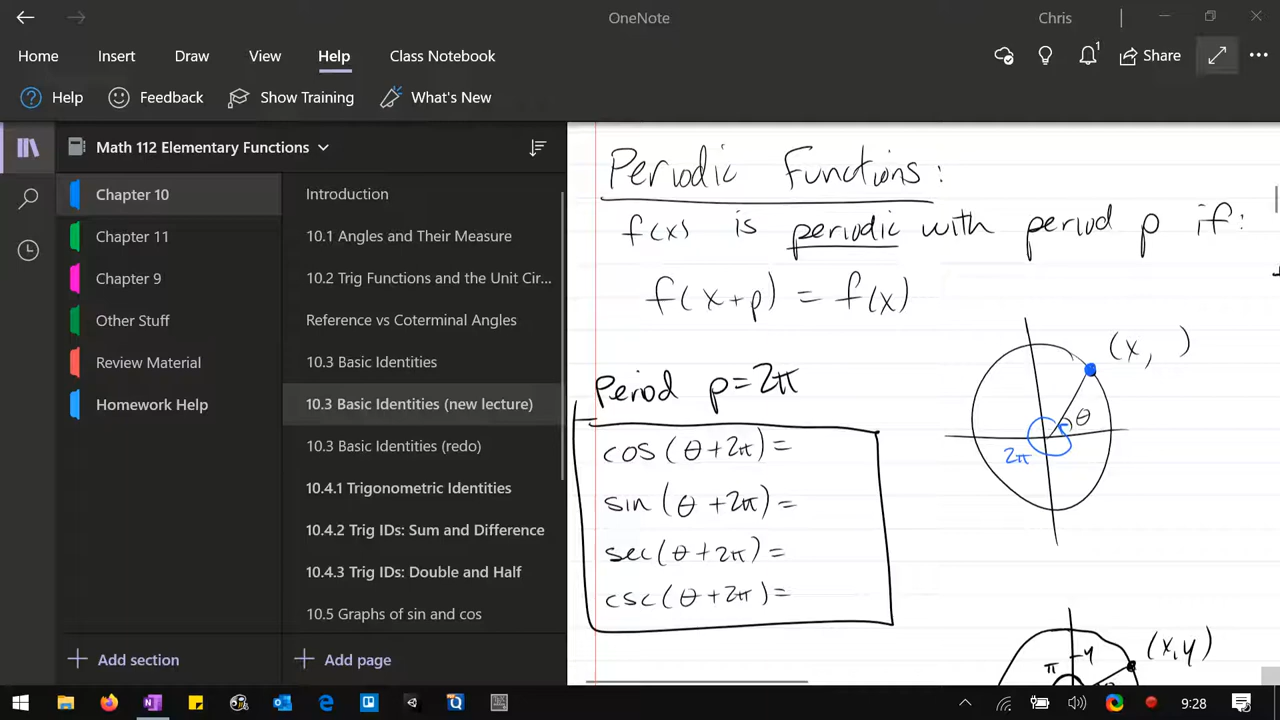 OneNote
Chris
Home Insert Draw View Help Class Notebook
1
Share
Help Feedback Show Training What's New
Math 112 Elementary Functions
Chapter 10
Chapter 11
Chapter 9
Other Stuff
Review Material
Homework Help
Add section
Introduction
10.1 Angles and Their Measure
10.2 Trig Functions and the Unit Cir...
Reference vs Coterminal Angles
10.3 Basic Identities
10.3 Basic Identities (new lecture)
10.3 Basic Identities (redo)
10.4.1 Trigonometric Identities
10.4.2 Trig IDs: Sum and Difference
10.4.3 Trig IDs: Double and Half
10.5 Graphs of sin and cos
Add page
Periodic Functions:
f(x) is periodic with period p if:
f(x+p) = f(x)
(x, )
θ
2π
Period p=2π
cos(θ+2π)=
sin(θ+2π)=
sec(θ+2π)=
csc(θ+2π)=
(x,y)
π
y
9:28